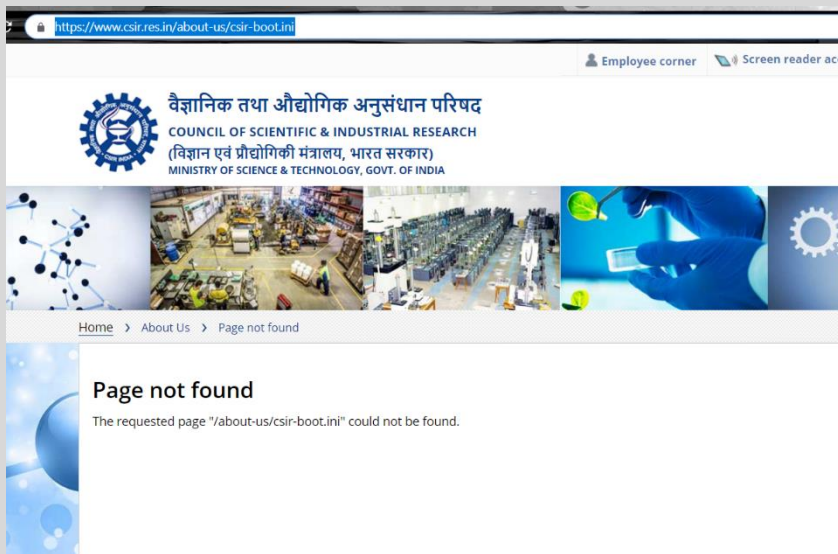 https://www.csir.res.in/about-us/csir-boot.ini
Employee corner
Screen reader acc
वैज्ञानिक तथा औद्योगिक अनुसंधान परिषद
COUNCIL OF SCIENTIFIC & INDUSTRIAL RESEARCH
(विज्ञान एवं प्रौद्योगिकी मंत्रालय, भारत सरकार)
MINISTRY OF SCIENCE & TECHNOLOGY, GOVT. OF INDIA
Home > About Us > Page not found
Page not found
The requested page "/about-us/csir-boot.ini" could not be found.